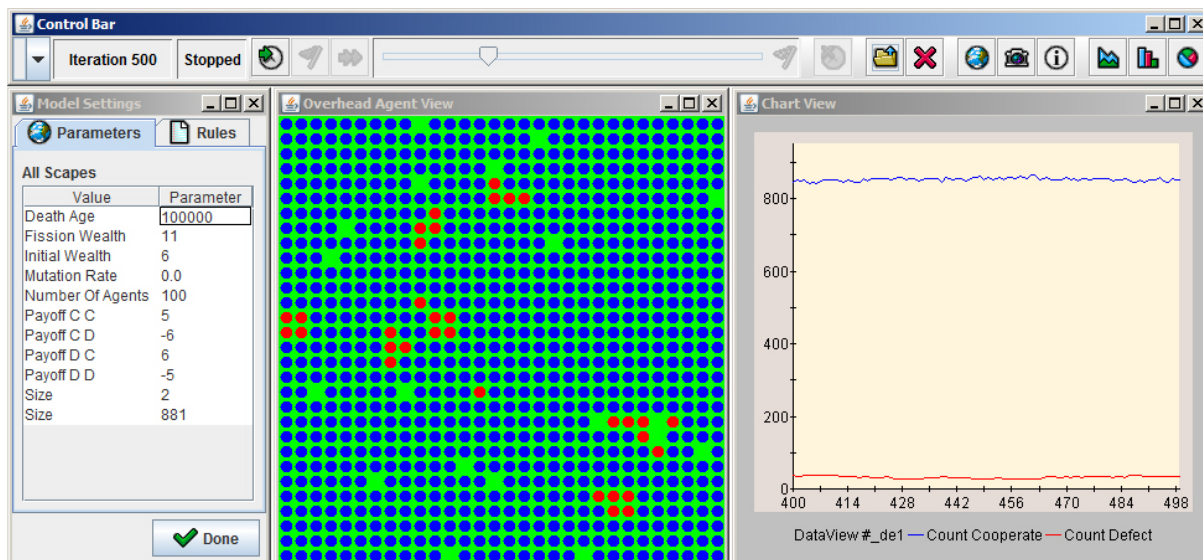 Control Bar
Iteration 500
Stopped
Model Settings
Parameters
Rules
All Scapes
Value Parameter
Death Age 100000
Fission Wealth 11
Initial Wealth 6
Mutation Rate 0.0
Number Of Agents 100
Payoff C C 5
Payoff C D -6
Payoff D C 6
Payoff D D -5
Size 2
Size 881
Done
Overhead Agent View
Chart View
800
600
400
200
0
400 414 428 442 456 470 484 498
DataView #_de1 Count Cooperate Count Defect